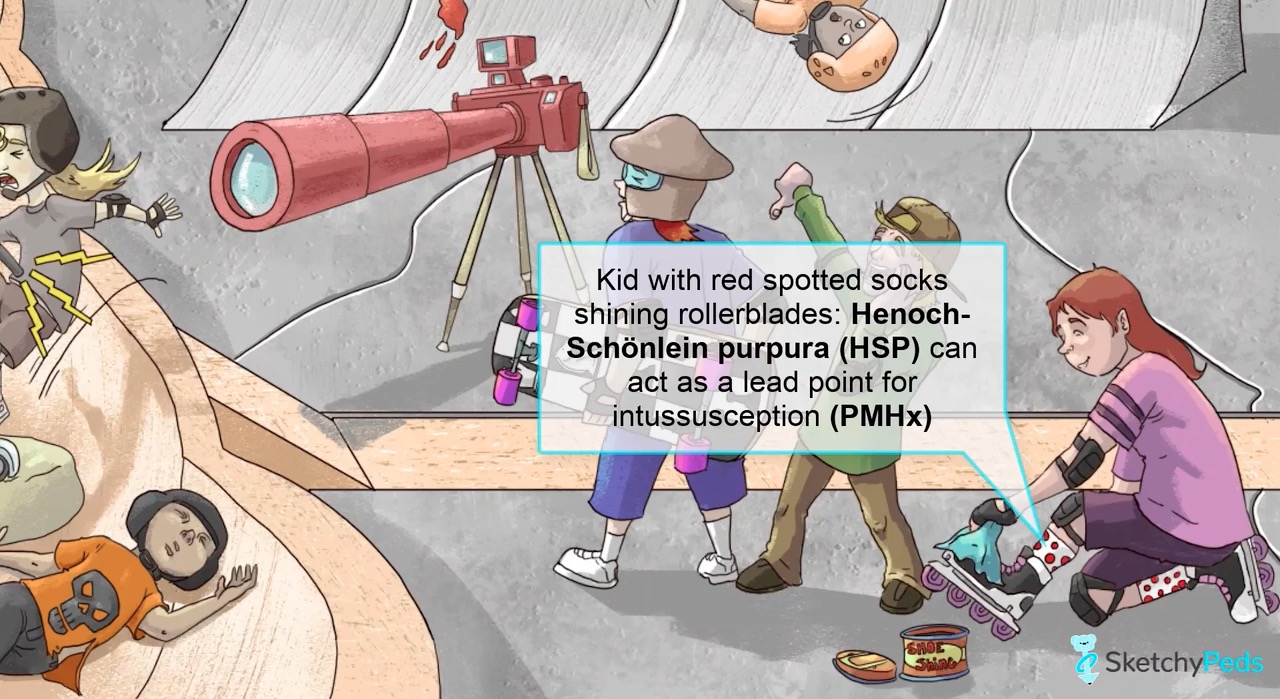 Kid with red spotted socks
shining rollerblades: Henoch-
Schönlein purpura (HSP) can
act as a lead point for
intussusception (PMHx)
SHOE
Shine
SketchyPeds